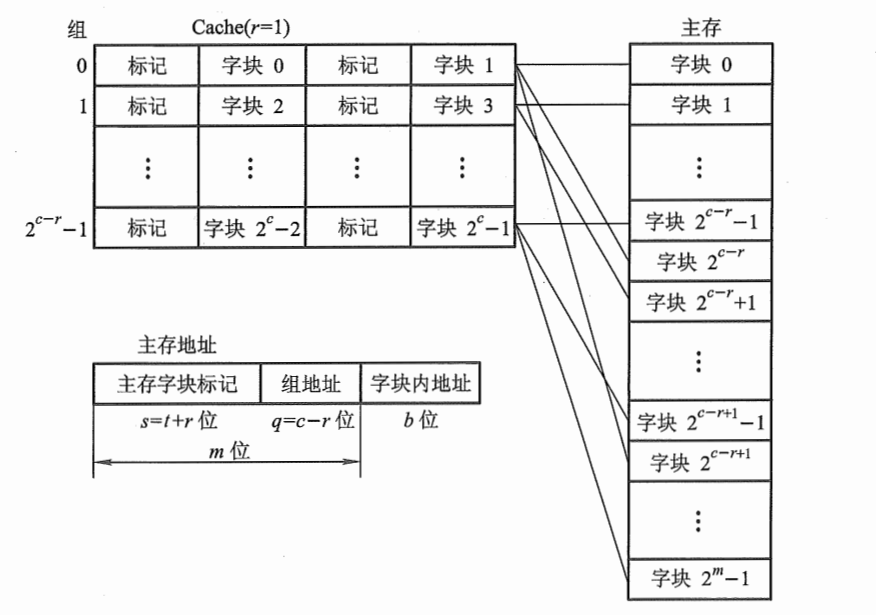 组 Cache(r=1) 主存
0 标记 字块 0 标记 字块 1 字块 0
1 标记 字块 2 标记 字块 3 字块 1
⋮ ⋮ ⋮ ⋮ ⋮
2^{c-r}-1 标记 字块 2^c-2 标记 字块 2^c-1 字块 2^{c-r}-1
字块 2^{c-r}
字块 2^{c-r}+1
⋮
字块 2^{c-r+1}-1
字块 2^{c-r+1}
⋮
字块 2^m-1
主存地址
主存字块标记 组地址 字块内地址
s=t+r 位 q=c-r 位 b 位
m 位